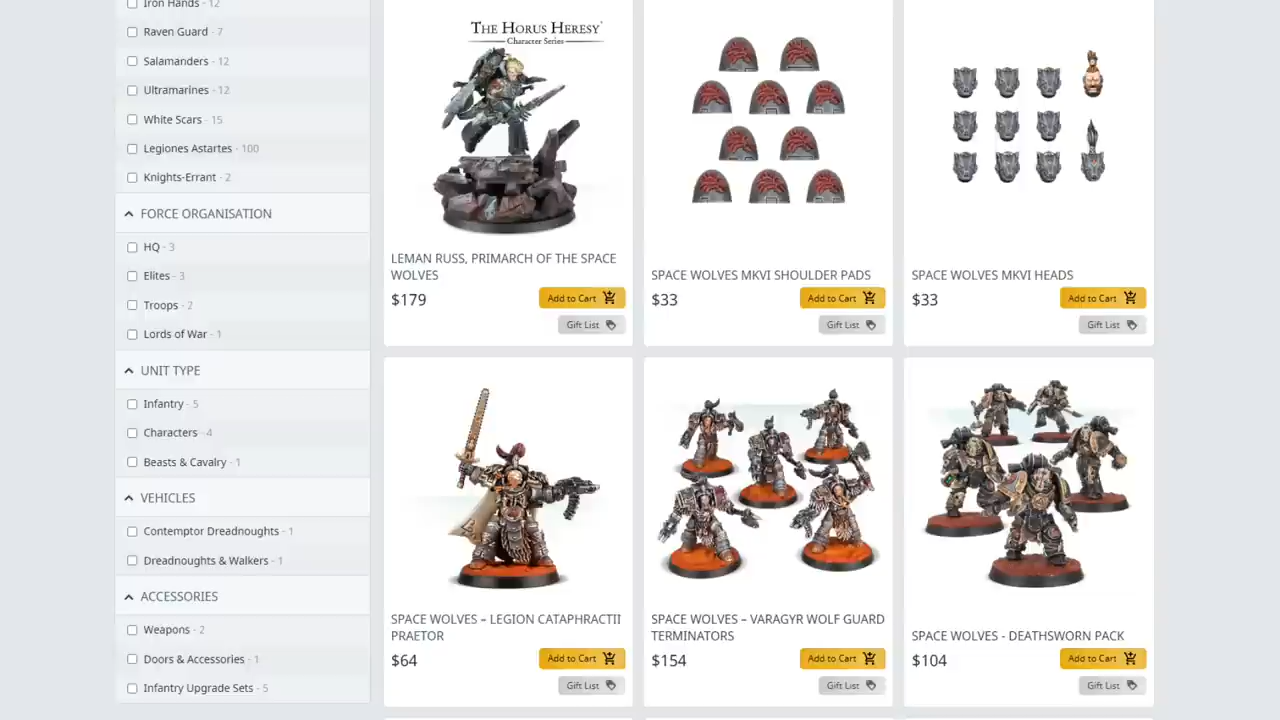 Iron Hands - 12
Raven Guard - 7
Salamanders - 12
Ultramarines - 12
White Scars - 15
Legiones Astartes - 100
Knights-Errant - 2
FORCE ORGANISATION
HQ - 3
Elites - 3
Troops - 2
Lords of War - 1
UNIT TYPE
Infantry - 5
Characters - 4
Beasts & Cavalry - 1
VEHICLES
Contemptor Dreadnoughts - 1
Dreadnoughts & Walkers - 1
ACCESSORIES
Weapons - 2
Doors & Accessories - 1
Infantry Upgrade Sets - 5
THE HORUS HERESY
Character Series
LEMAN RUSS, PRIMARCH OF THE SPACE
WOLVES
$179
Add to Cart
Gift List
SPACE WOLVES MKVI SHOULDER PADS
$33
Add to Cart
Gift List
SPACE WOLVES MKVI HEADS
$33
Add to Cart
Gift List
SPACE WOLVES – LEGION CATAPHRACTII
PRAETOR
$64
Add to Cart
Gift List
SPACE WOLVES – VARAGYR WOLF GUARD
TERMINATORS
$154
Add to Cart
Gift List
SPACE WOLVES - DEATHSWORN PACK
$104
Add to Cart
Gift List